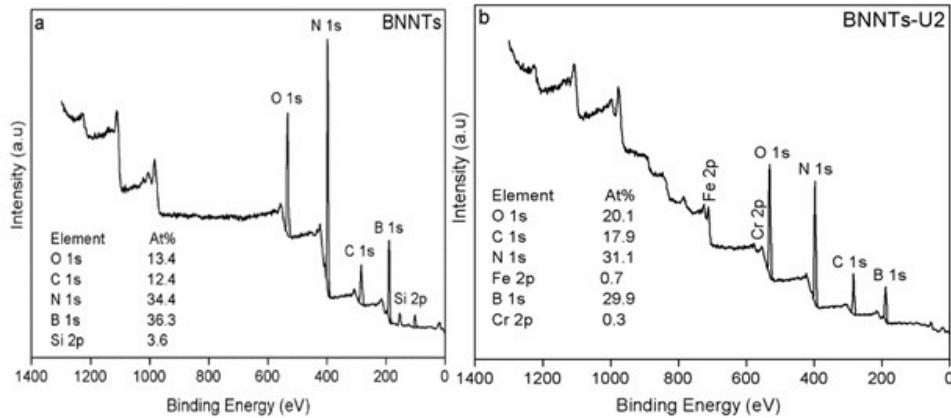 a
BNNTs
N 1s
O 1s
B 1s
C 1s
Si 2p
Element At%
O 1s 13.4
C 1s 12.4
N 1s 34.4
B 1s 36.3
Si 2p 3.6
Intensity (a.u)
1400 1200 1000 800 600 400 200 0
Binding Energy (eV)
b
BNNTs-U2
O 1s
N 1s
Fe 2p
Cr 2p
C 1s
B 1s
Element At%
O 1s 20.1
C 1s 17.9
N 1s 31.1
Fe 2p 0.7
B 1s 29.9
Cr 2p 0.3
Intensity (a.u)
1400 1200 1000 800 600 400 200 0
Binding Energy (eV)